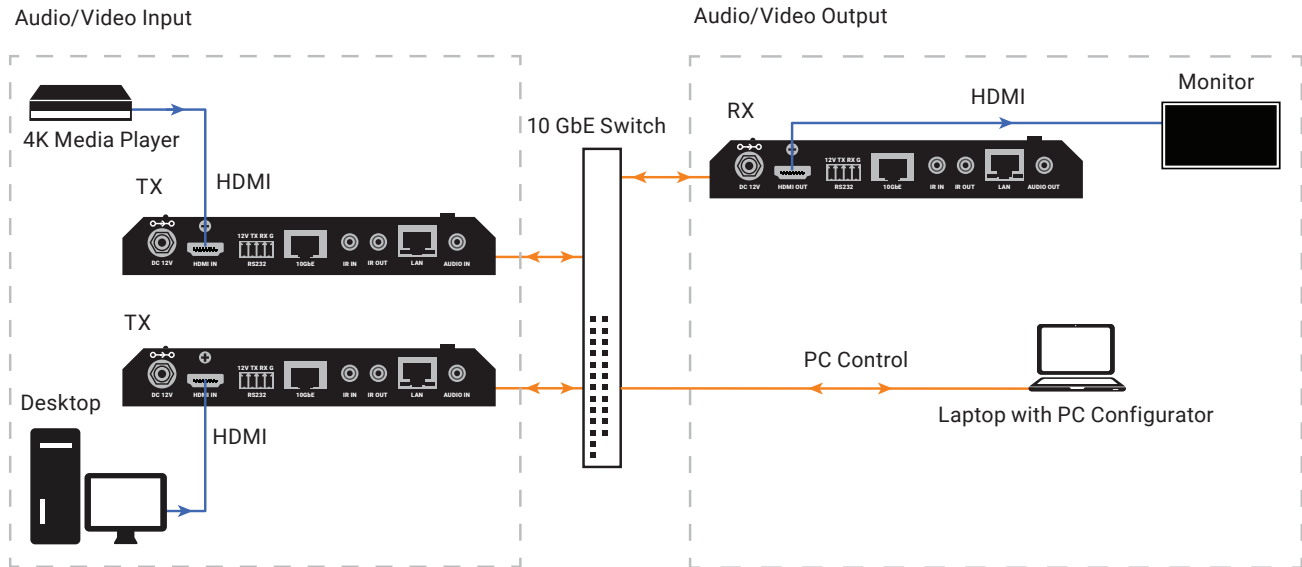 Audio/Video Input
Audio/Video Output
4K Media Player
TX
HDMI
12V TX RX G
DC 12V
HDMI IN
RS232
10GbE
IR IN
IR OUT
LAN
AUDIO IN
TX
12V TX RX G
DC 12V
HDMI IN
RS232
10GbE
IR IN
IR OUT
LAN
AUDIO IN
Desktop
HDMI
10 GbE Switch
RX
HDMI
Monitor
12V TX RX G
DC 12V
HDMI OUT
RS232
10GbE
IR IN
IR OUT
LAN
AUDIO OUT
PC Control
Laptop with PC Configurator